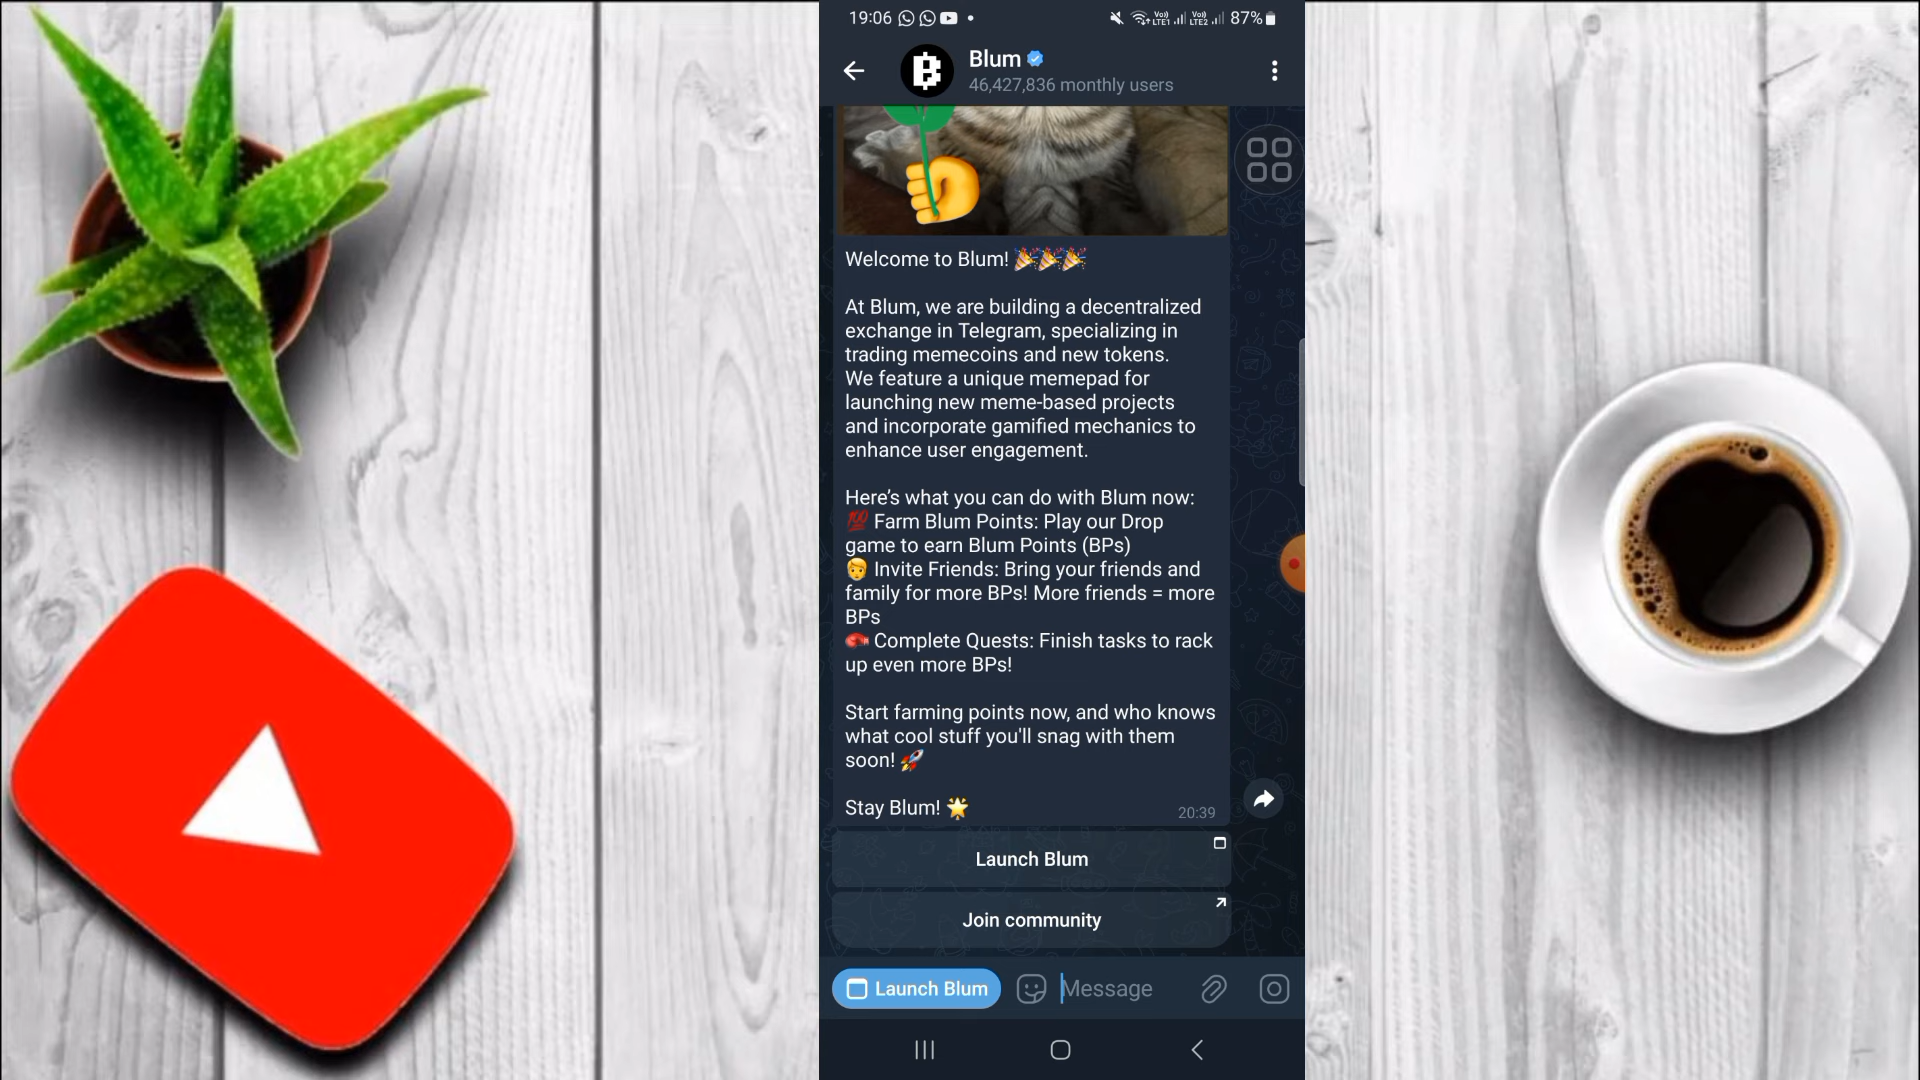 19:06
Vo)) LTE1 Vo)) LTE2 87%
Blum
46,427,836 monthly users
Welcome to Blum! 🎉🎉🎉
At Blum, we are building a decentralized
exchange in Telegram, specializing in
trading memecoins and new tokens.
We feature a unique memepad for
launching new meme-based projects
and incorporate gamified mechanics to
enhance user engagement.
Here’s what you can do with Blum now:
💯 Farm Blum Points: Play our Drop
game to earn Blum Points (BPs)
Invite Friends: Bring your friends and
family for more BPs! More friends = more
BPs
Complete Quests: Finish tasks to rack
up even more BPs!
Start farming points now, and who knows
what cool stuff you'll snag with them
soon! 🚀
Stay Blum! 🌟
20:39
Launch Blum
Join community
Launch Blum
Message